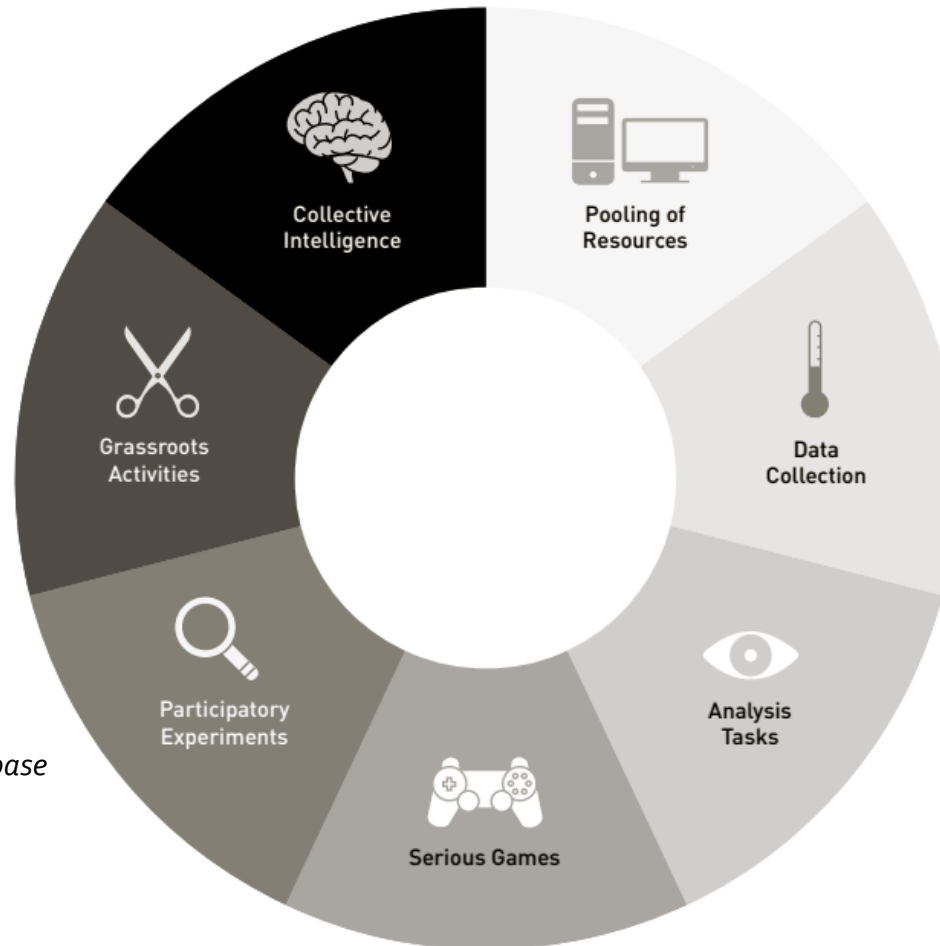 Collective
Intelligence
Pooling of
Resources
Data
Collection
Analysis
Tasks
Serious Games
Participatory
Experiments
Grassroots
Activities